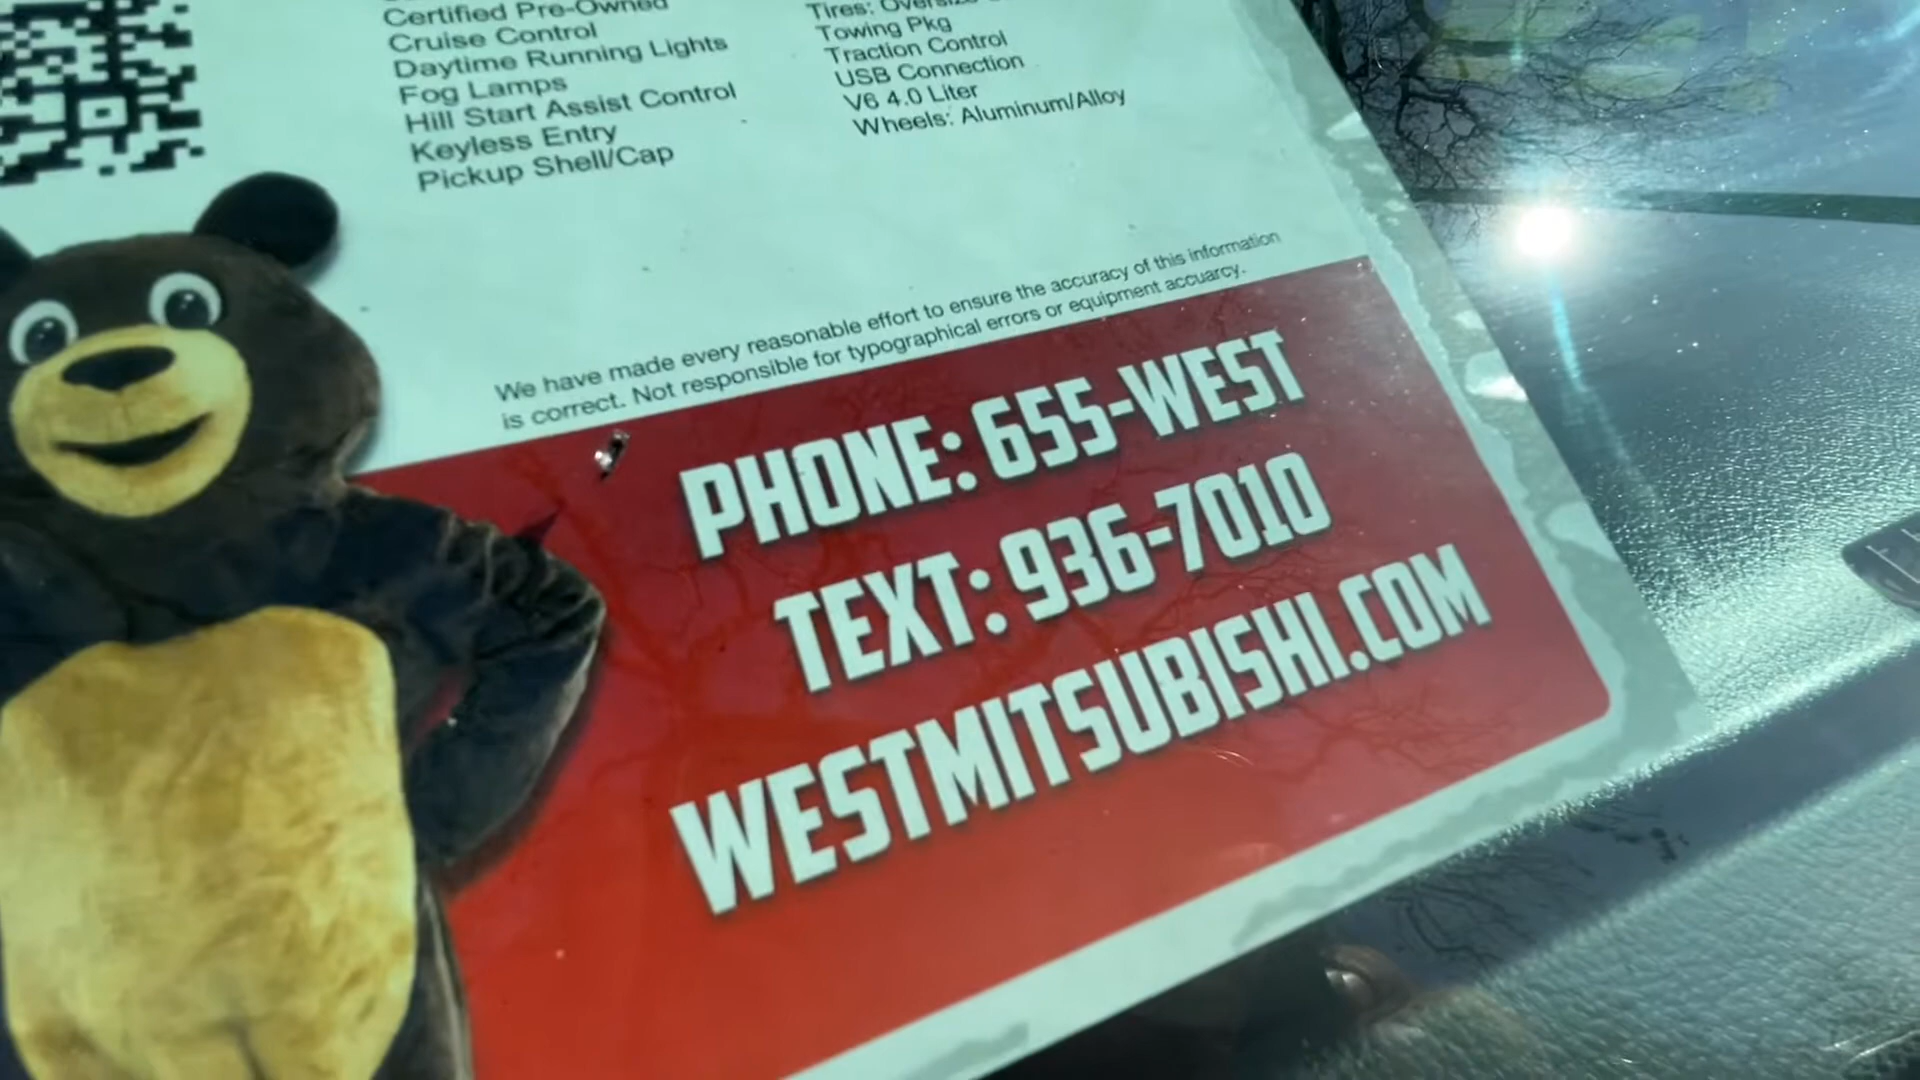 Certified Pre-Owned
Cruise Control
Daytime Running Lights
Fog Lamps
Hill Start Assist Control
Keyless Entry
Pickup Shell/Cap
Tires:
Towing Pkg
Traction Control
USB Connection
V6 4.0 Liter
Wheels: Aluminum/Alloy
We have made every reasonable effort to ensure the accuracy of this information
is correct. Not responsible for typographical errors or equipment accuarcy.
PHONE: 655-WEST
TEXT: 936-7010
WESTMITSUBISHI.COM